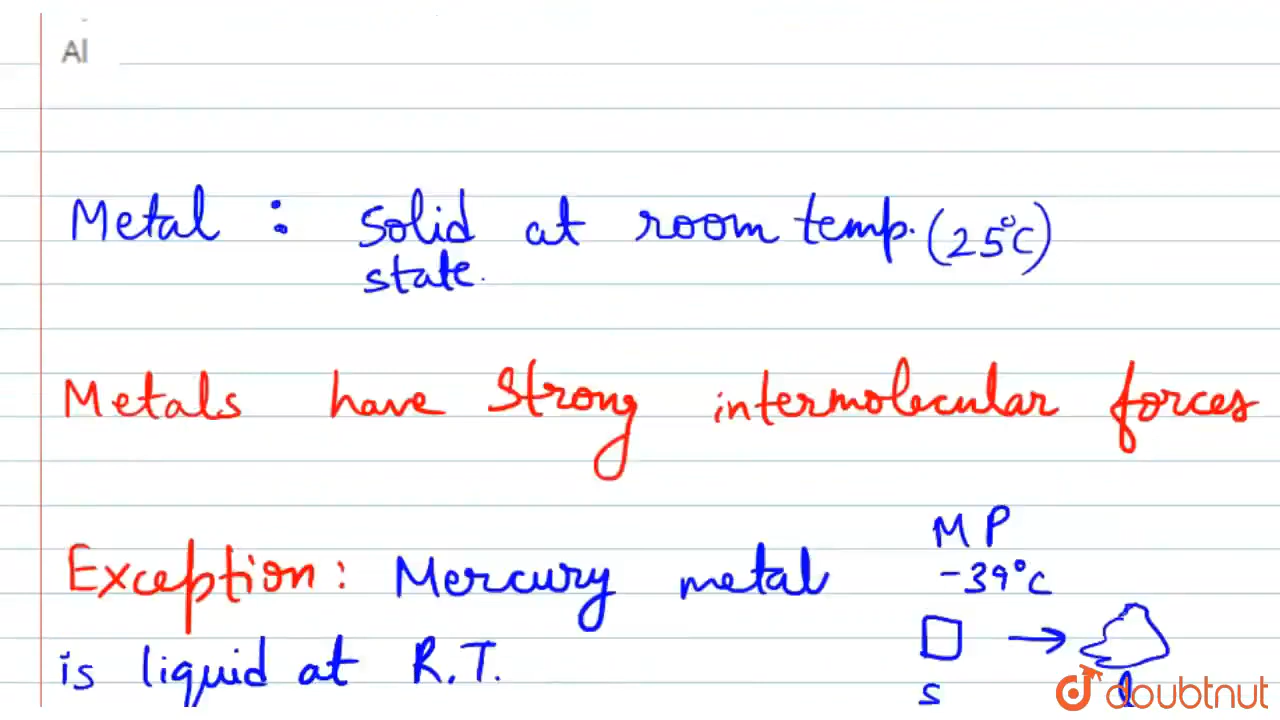 Al
Metal : Solid at room temp. (25°C)
state.
Metals have Strong intermolecular forces
Exception: Mercury metal
is liquid at R.T.
MP
-39°C
s
l
doubtnut